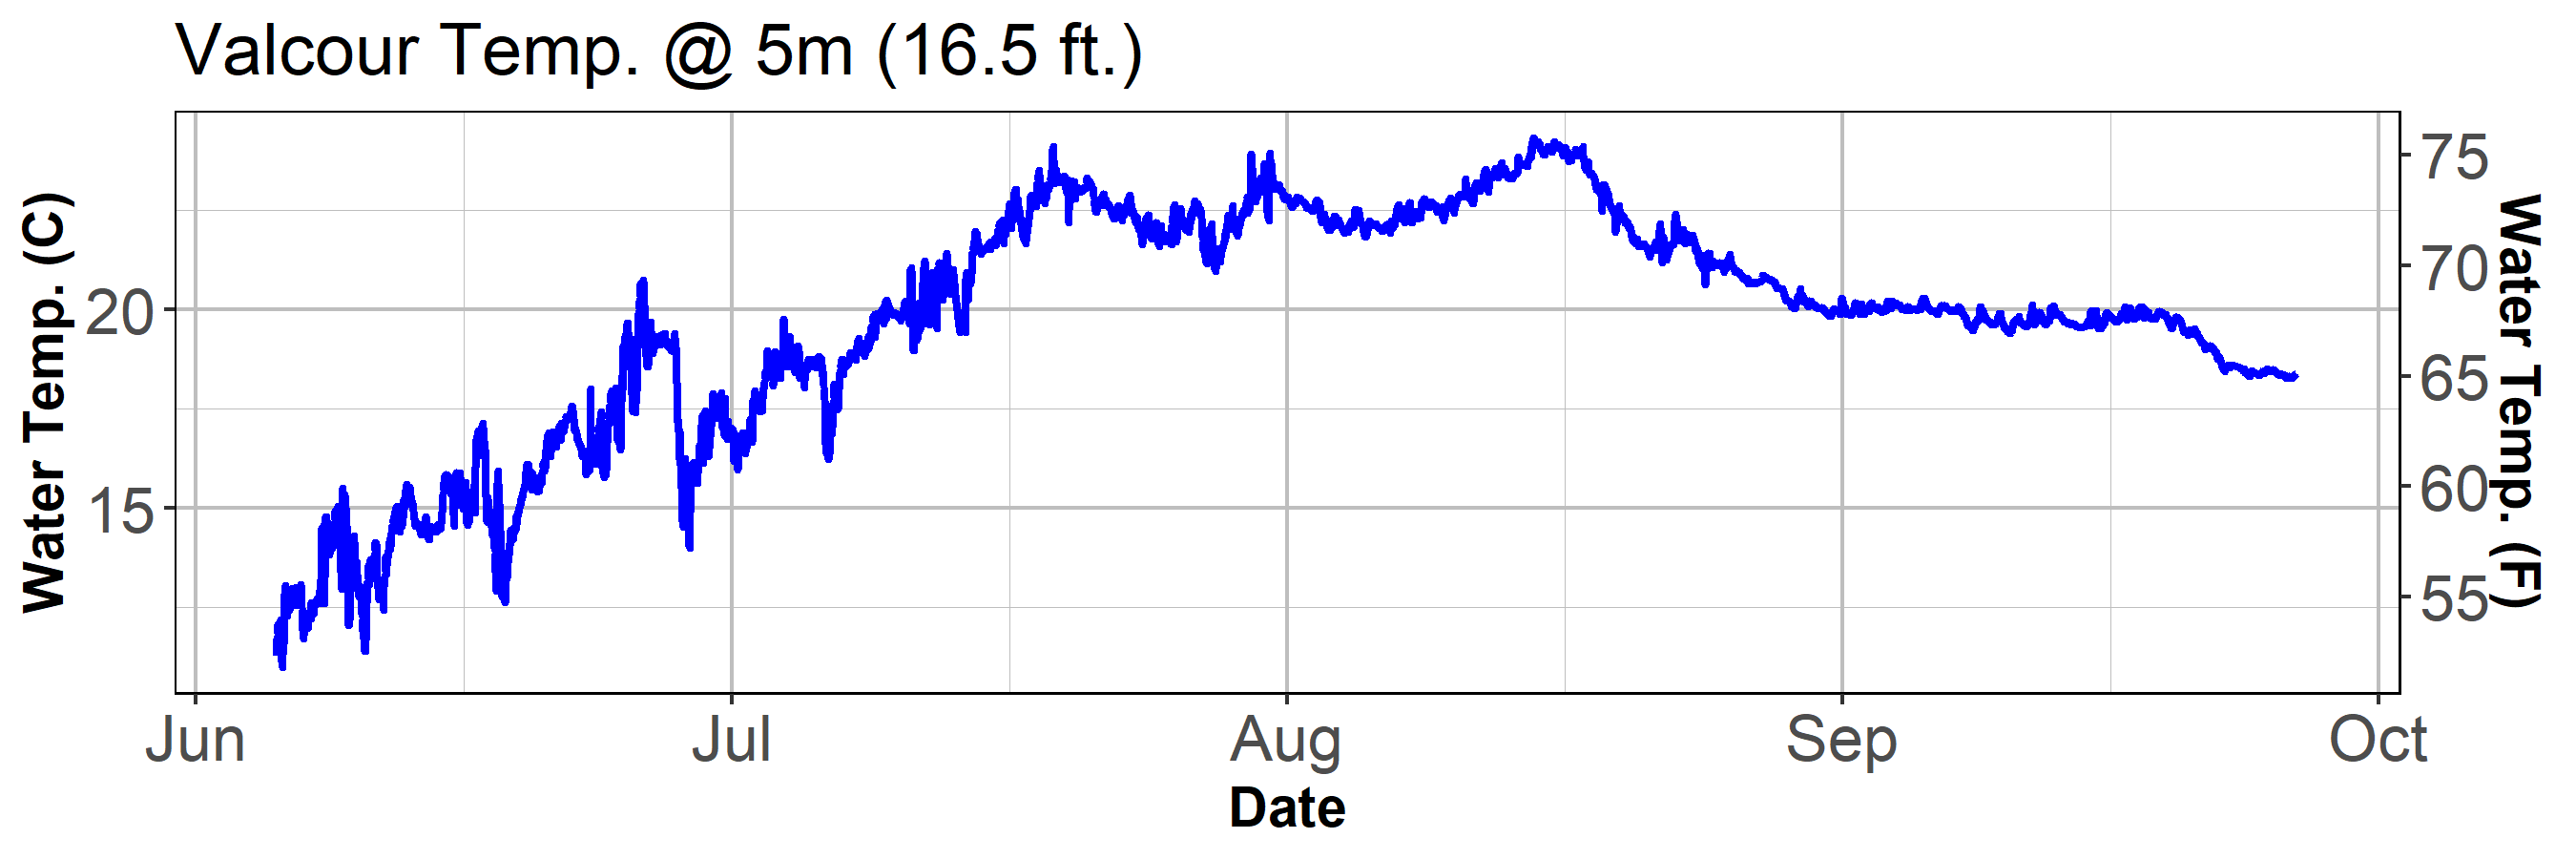 Valcour Temp. @ 5m (16.5 ft.)
Water Temp. (C)
20
15
75
70
65
60
55
Water Temp. (F)
Jun Jul Aug Sep Oct
Date